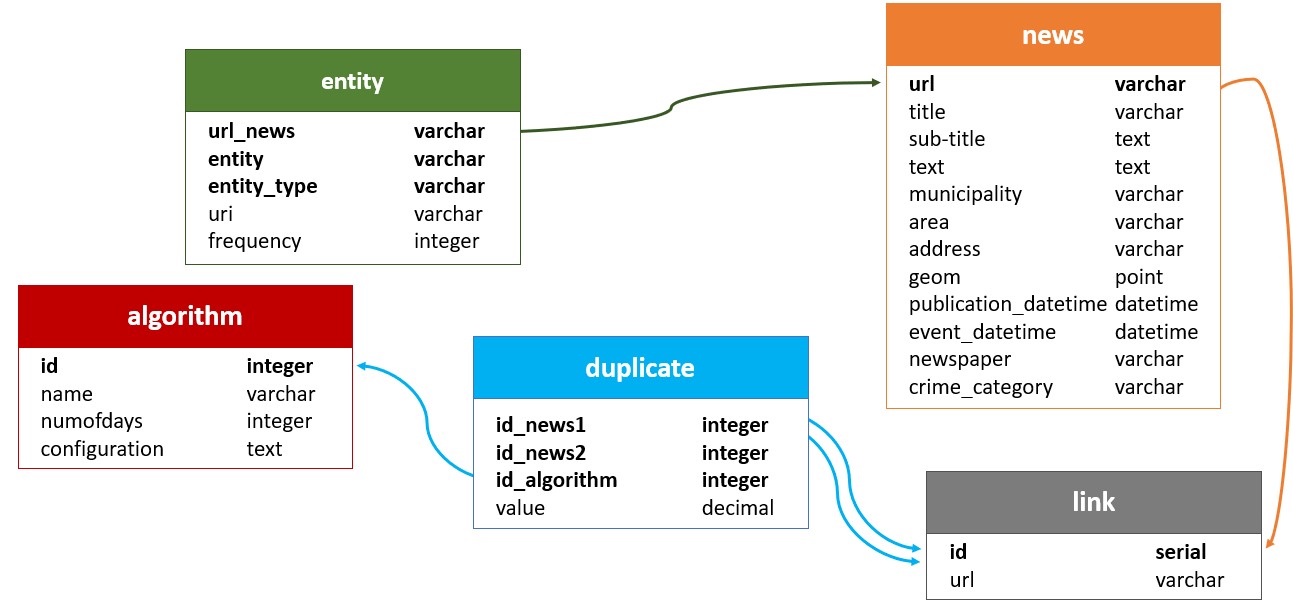 entity
url_news varchar
entity varchar
entity_type varchar
uri varchar
frequency integer
news
url varchar
title varchar
sub-title text
text text
municipality varchar
area varchar
address varchar
geom point
publication_datetime datetime
event_datetime datetime
newspaper varchar
crime_category varchar
algorithm
id integer
name varchar
numofdays integer
configuration text
duplicate
id_news1 integer
id_news2 integer
id_algorithm integer
value decimal
link
id serial
url varchar